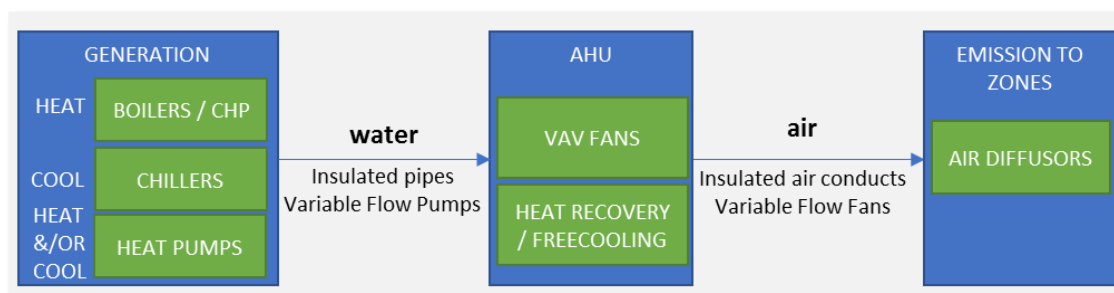 GENERATION
HEAT
BOILERS / CHP
COOL
CHILLERS
HEAT
&/OR
COOL
HEAT PUMPS
water
Insulated pipes
Variable Flow Pumps
AHU
VAV FANS
HEAT RECOVERY
/ FREECOOLING
air
Insulated air conducts
Variable Flow Fans
EMISSION TO
ZONES
AIR DIFFUSORS